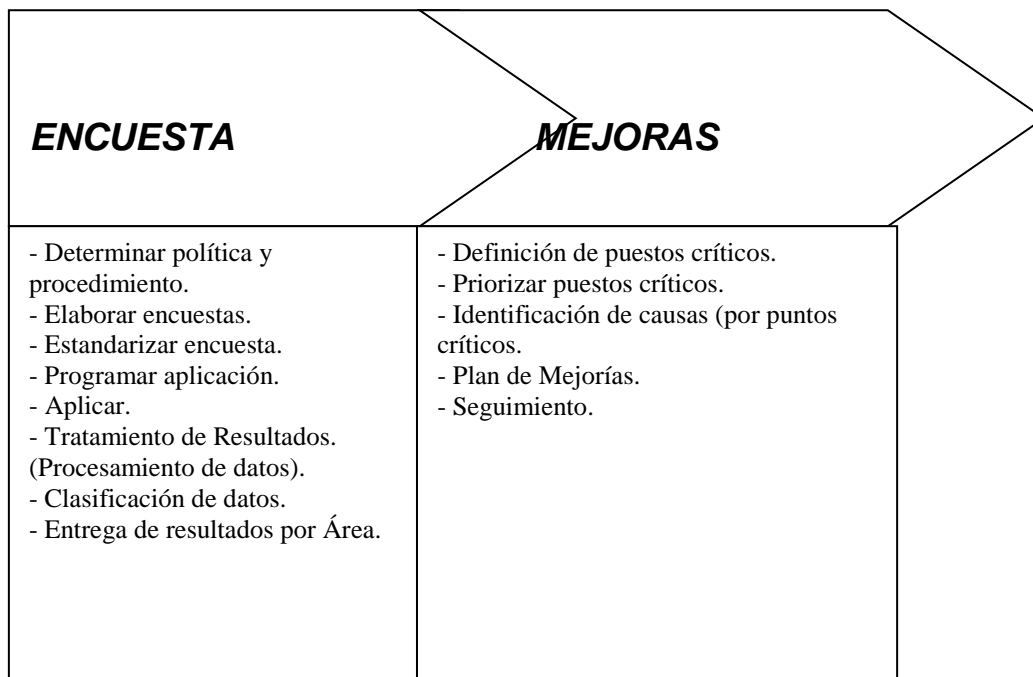 ENCUESTA
MEJORAS
- Determinar política y
procedimiento.
- Elaborar encuestas.
- Estandarizar encuesta.
- Programar aplicación.
- Aplicar.
- Tratamiento de Resultados.
(Procesamiento de datos).
- Clasificación de datos.
- Entrega de resultados por Área.
- Definición de puestos críticos.
- Priorizar puestos críticos.
- Identificación de causas (por puntos
críticos.
- Plan de Mejorías.
- Seguimiento.